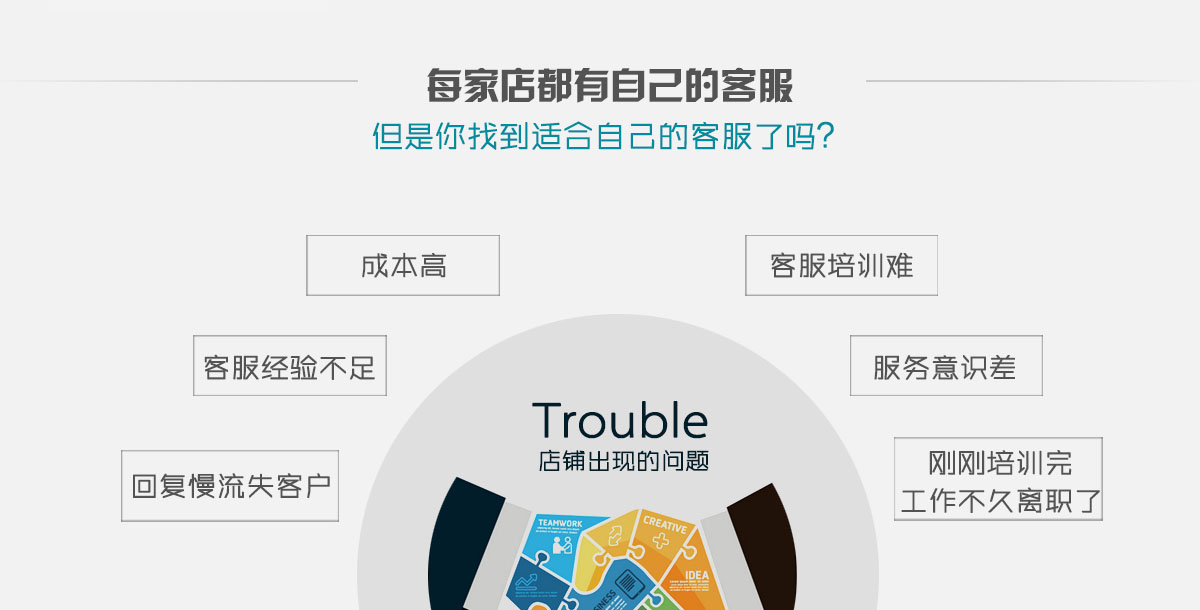 每家店都有自己的客服
但是你找到适合自己的客服了吗?
成本高
客服培训难
客服经验不足
服务意识差
Trouble
店铺出现的问题
回复慢流失客户
刚刚培训完
工作不久离职了
TEAMWORK
CREATIVE
IDEA